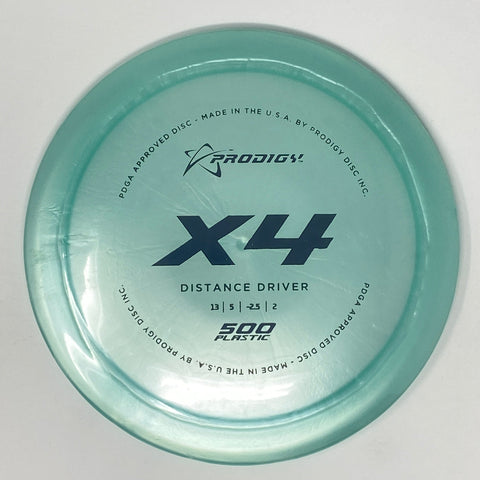 PDGA APPROVED DISC - MADE IN THE U.S.A. BY PRODIGY DISC INC.
PRODIGY
X4
DISTANCE DRIVER
13 | 5 | -2.5 | 2
500
PLASTIC
PDGA APPROVED DISC - MADE IN THE U.S.A. BY PRODIGY DISC INC.